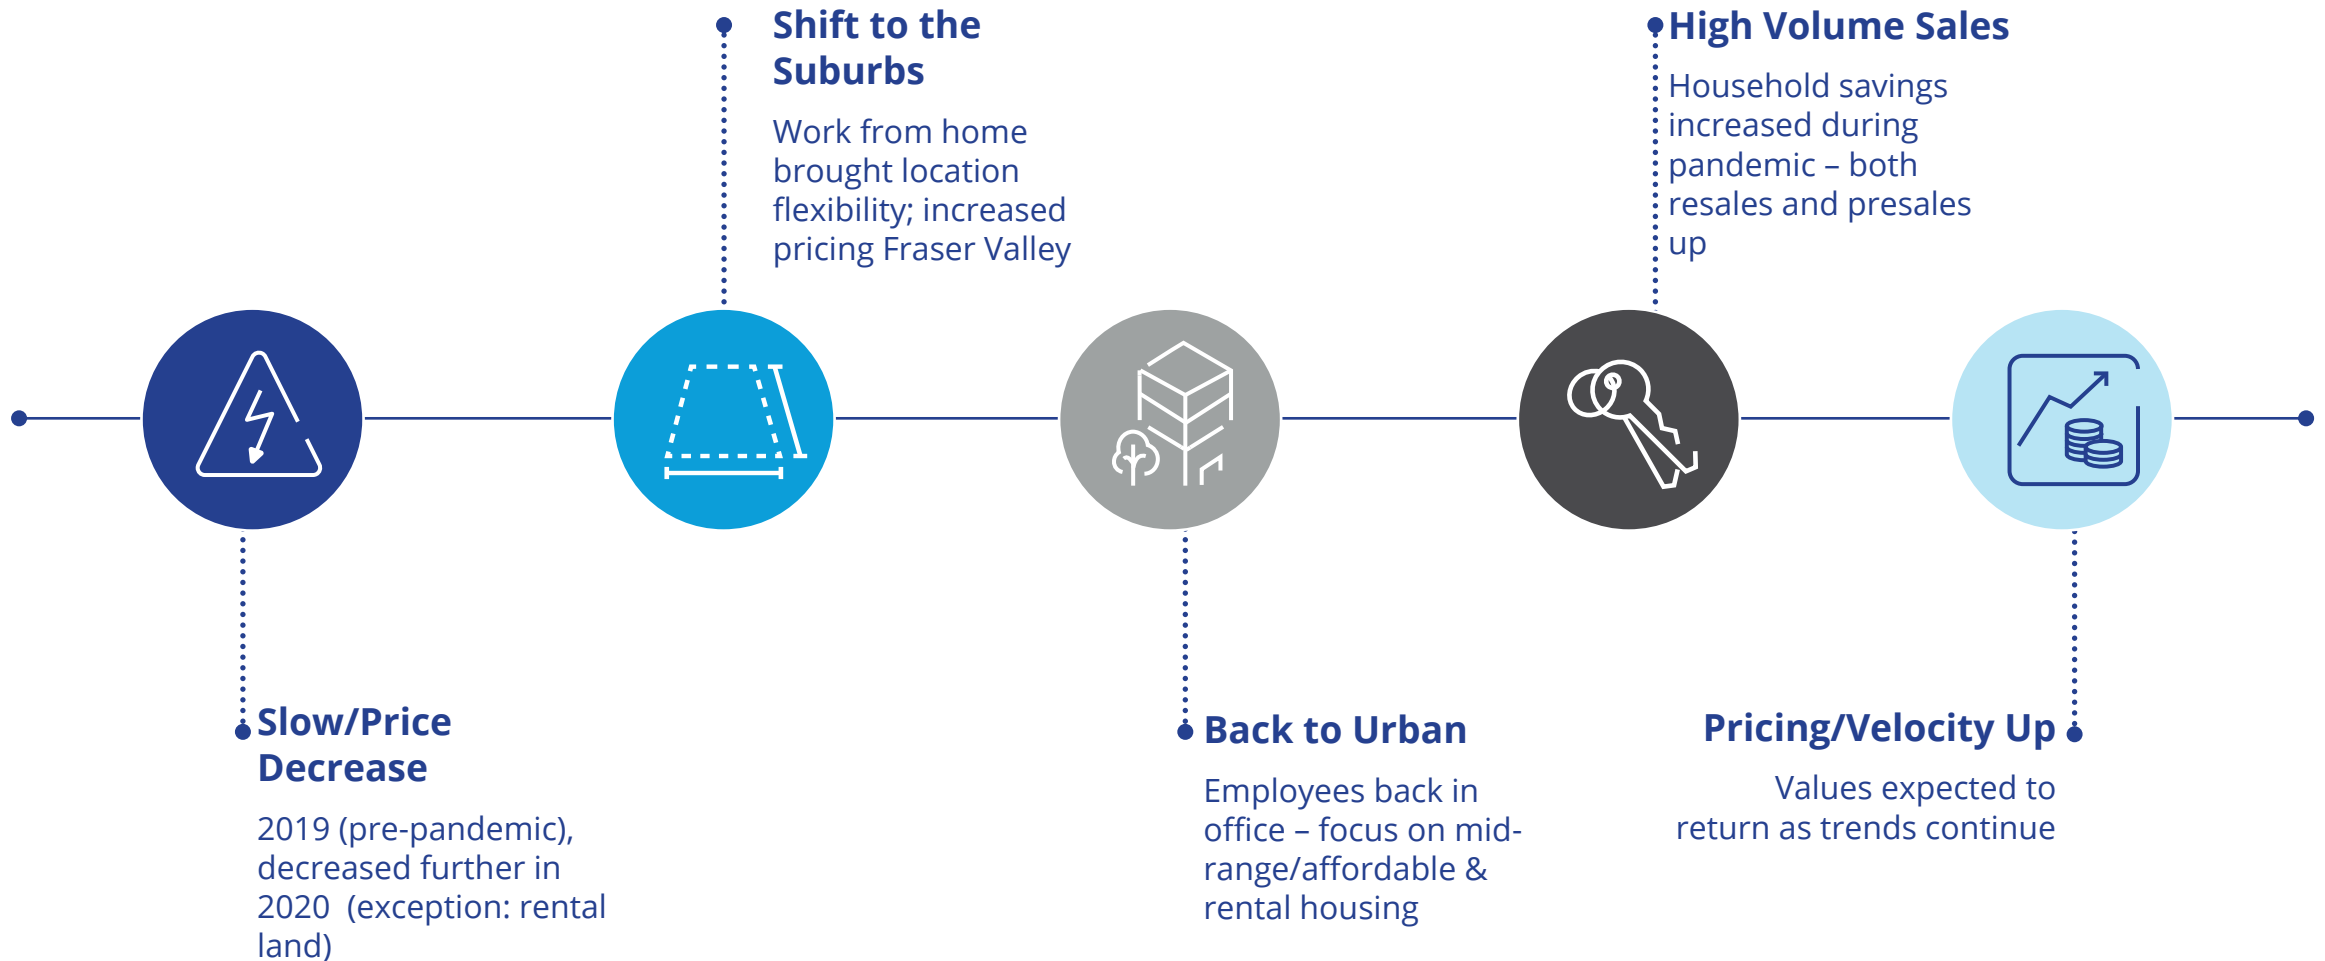 Shift to the
Suburbs
Work from home
brought location
flexibility; increased
pricing Fraser Valley
High Volume Sales
Household savings
increased during
pandemic – both
resales and presales
up
Slow/Price
Decrease
2019 (pre-pandemic),
decreased further in
2020  (exception: rental
land)
Back to Urban
Employees back in
office – focus on mid-
range/affordable &
rental housing
Pricing/Velocity Up
Values expected to
return as trends continue